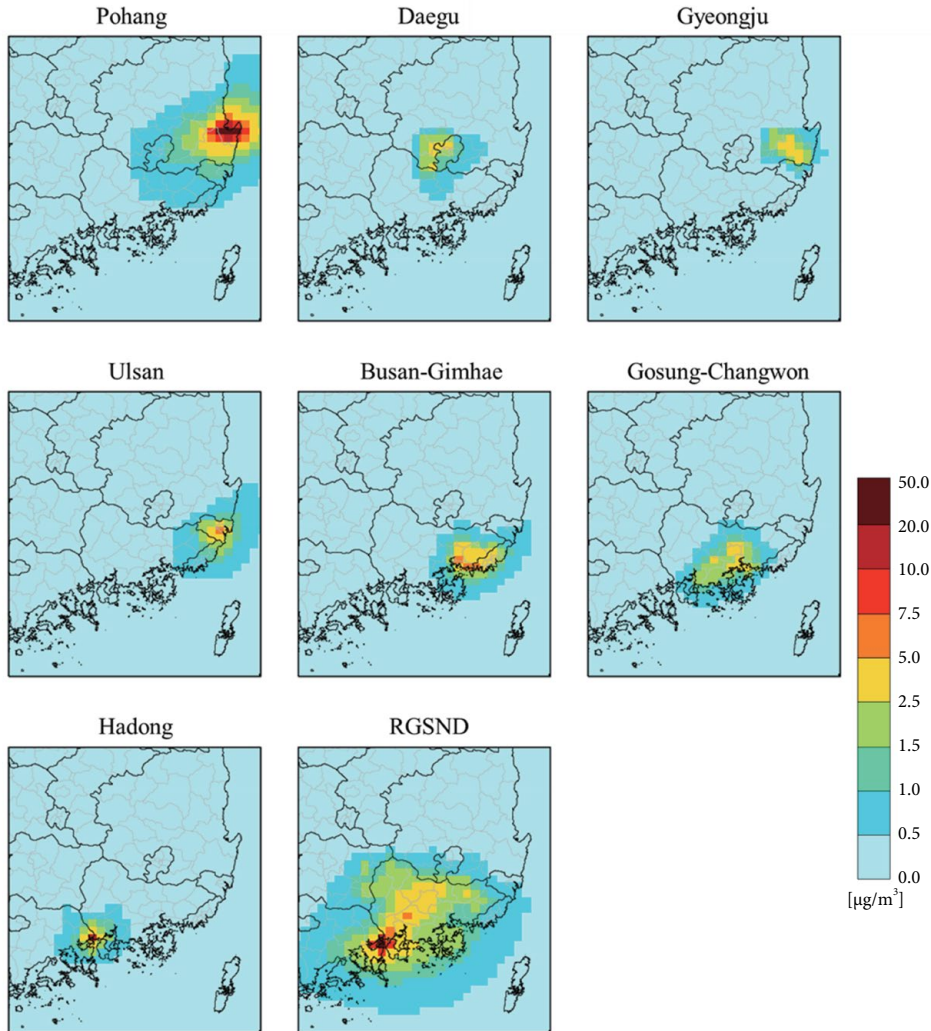 Pohang
Daegu
Gyeongju
Ulsan
Busan-Gimhae
Gosung-Changwon
50.0
20.0
10.0
7.5
5.0
2.5
1.5
1.0
0.5
0.0
[μg/m³]
Hadong
RGSND